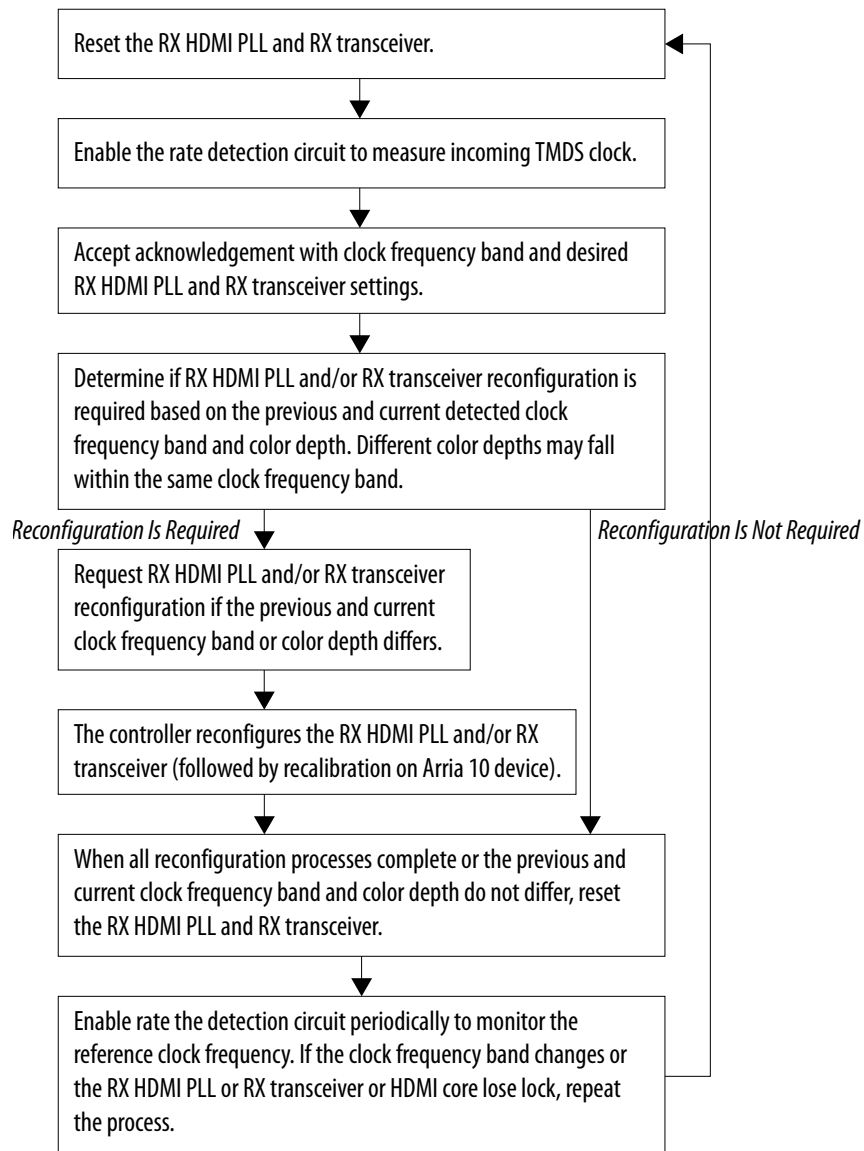 Reset the RX HDMI PLL and RX transceiver.
Enable the rate detection circuit to measure incoming TMDS clock.
Accept acknowledgement with clock frequency band and desired
RX HDMI PLL and RX transceiver settings.
Determine if RX HDMI PLL and/or RX transceiver reconfiguration is
required based on the previous and current detected clock
frequency band and color depth. Different color depths may fall
within the same clock frequency band.
Reconfiguration Is Required
Reconfiguration Is Not Required
Request RX HDMI PLL and/or RX transceiver
reconfiguration if the previous and current
clock frequency band or color depth differs.
The controller reconfigures the RX HDMI PLL and/or RX
transceiver (followed by recalibration on Arria 10 device).
When all reconfiguration processes complete or the previous and
current clock frequency band and color depth do not differ, reset
the RX HDMI PLL and RX transceiver.
Enable rate the detection circuit periodically to monitor the
reference clock frequency. If the clock frequency band changes or
the RX HDMI PLL or RX transceiver or HDMI core lose lock, repeat
the process.